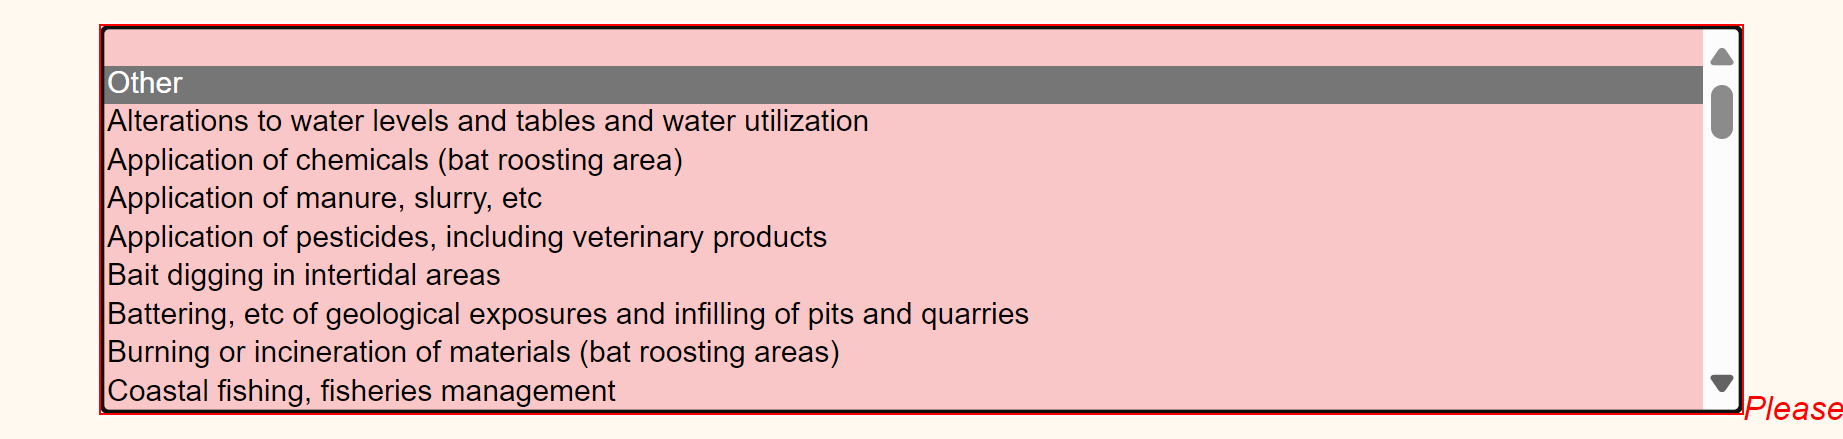 Other
Alterations to water levels and tables and water utilization
Application of chemicals (bat roosting area)
Application of manure, slurry, etc
Application of pesticides, including veterinary products
Bait digging in intertidal areas
Battering, etc of geological exposures and infilling of pits and quarries
Burning or incineration of materials (bat roosting areas)
Coastal fishing, fisheries management
Please